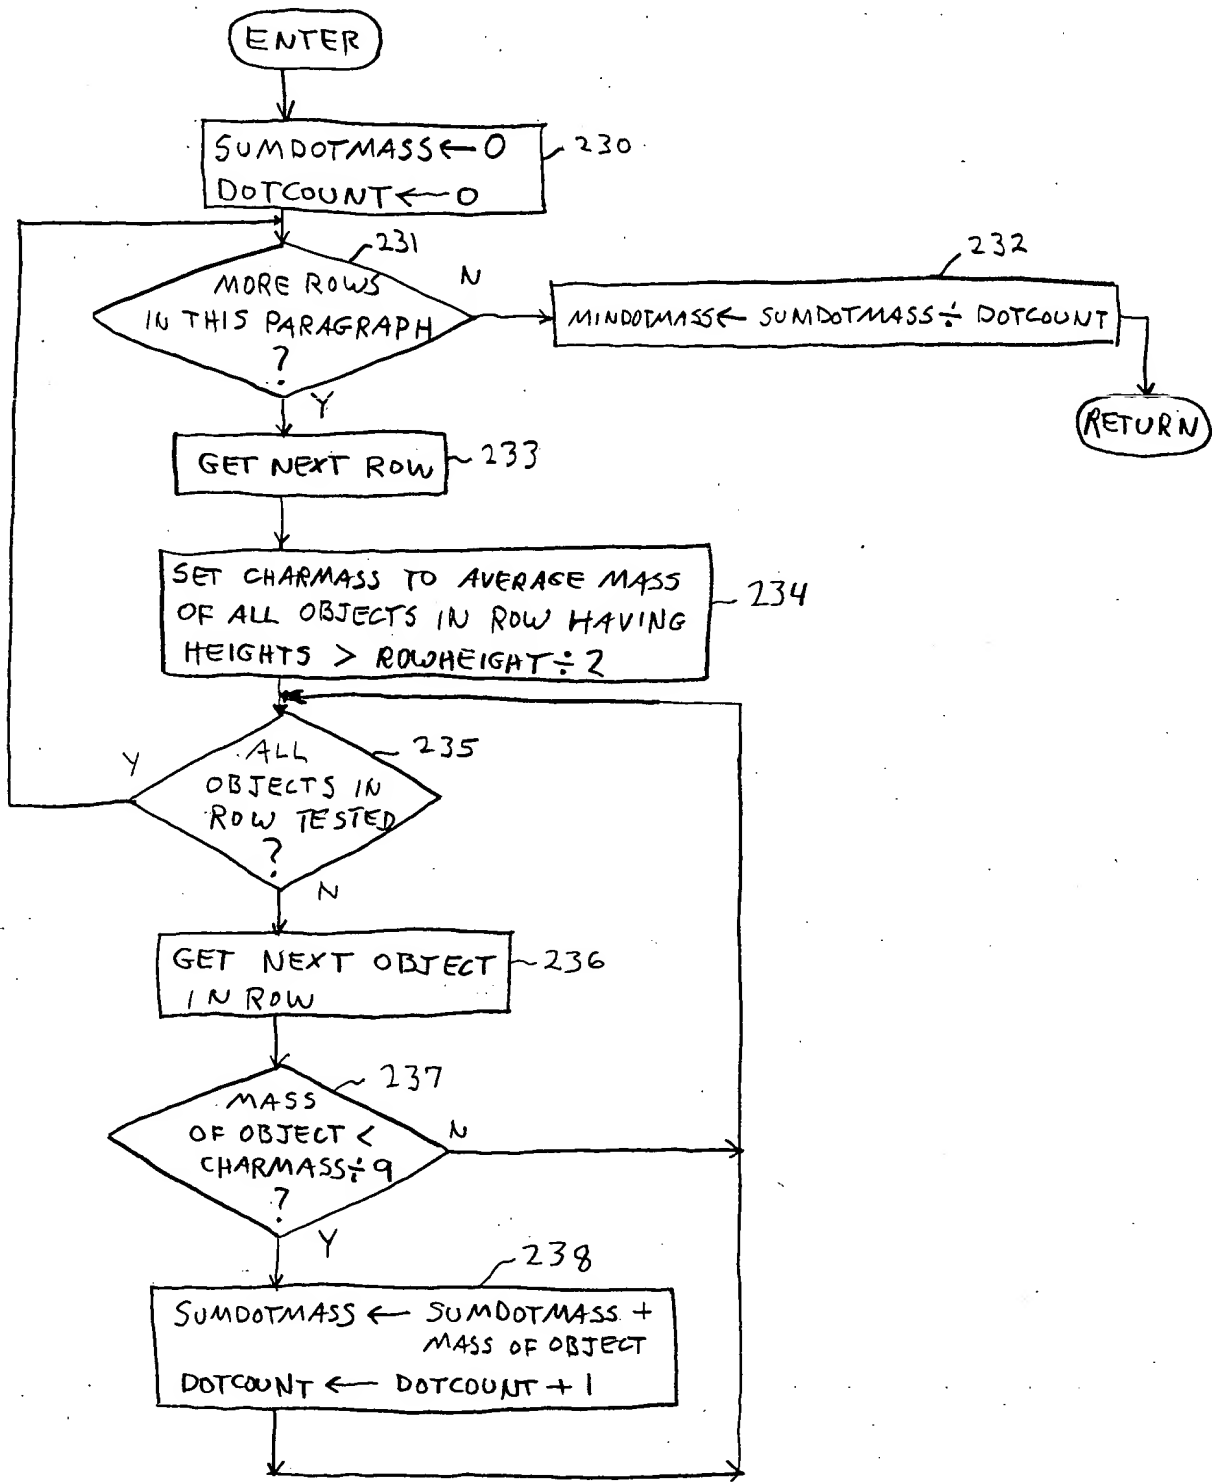 ENTER
SUMDOTMASS ← 0
230
DOTCOUNT ← 0
231
MORE ROWS
IN THIS PARAGRAPH
?
N
Y
232
MINDOTMASS ← SUMDOTMASS ÷ DOTCOUNT
RETURN
GET NEXT ROW
233
SET CHARMASS TO AVERAGE MASS
OF ALL OBJECTS IN ROW HAVING
HEIGHTS > ROWHEIGHT ÷ 2
234
ALL
OBJECTS IN
ROW TESTED
?
235
Y
N
GET NEXT OBJECT
IN ROW
236
237
MASS
OF OBJECT <
CHARMASS ÷ 9
?
N
Y
238
SUMDOTMASS ← SUMDOTMASS +
MASS OF OBJECT
DOTCOUNT ← DOTCOUNT + 1